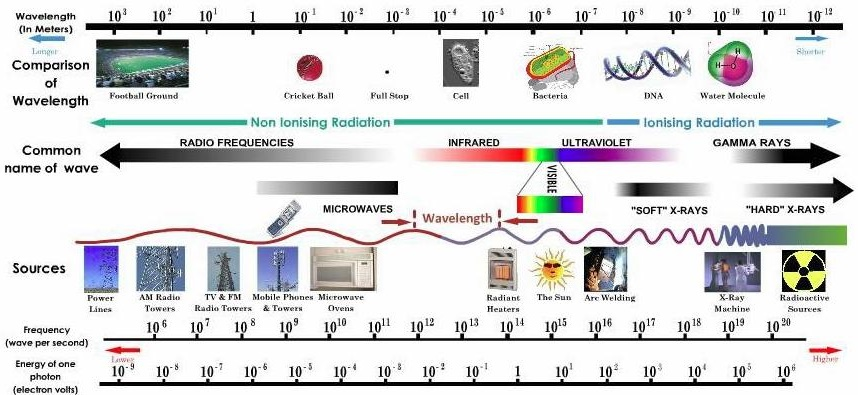 Wavelength
(In Meters)
10³ 10² 10¹ 1 10⁻¹ 10⁻² 10⁻³ 10⁻⁴ 10⁻⁵ 10⁻⁶ 10⁻⁷ 10⁻⁸ 10⁻⁹ 10⁻¹⁰ 10⁻¹¹ 10⁻¹²
Longer
Shorter
Comparison
of
Wavelength
Football Ground
Cricket Ball
Full Stop
Cell
Bacteria
DNA
H
O
H
Water Molecule
Non Ionising Radiation
Ionising Radiation
Common
name of wave
RADIO FREQUENCIES
INFRARED
ULTRAVIOLET
GAMMA RAYS
VISIBLE
MICROWAVES
Wavelength
"SOFT" X-RAYS
"HARD" X-RAYS
Sources
Power
Lines
AM Radio
Towers
TV & FM
Radio Towers
Mobile Phones
& Towers
Microwave
Ovens
Radiant
Heaters
The Sun
Arc Welding
X-Ray
Machine
Radioactive
Sources
Frequency
(wave per second)
10⁶ 10⁷ 10⁸ 10⁹ 10¹⁰ 10¹¹ 10¹² 10¹³ 10¹⁴ 10¹⁵ 10¹⁶ 10¹⁷ 10¹⁸ 10¹⁹ 10²⁰
Lower
Higher
Energy of one
photon
(electron volts)
10⁻⁹ 10⁻⁸ 10⁻⁷ 10⁻⁶ 10⁻⁵ 10⁻⁴ 10⁻³ 10⁻² 10⁻¹ 1 10¹ 10² 10³ 10⁴ 10⁵ 10⁶